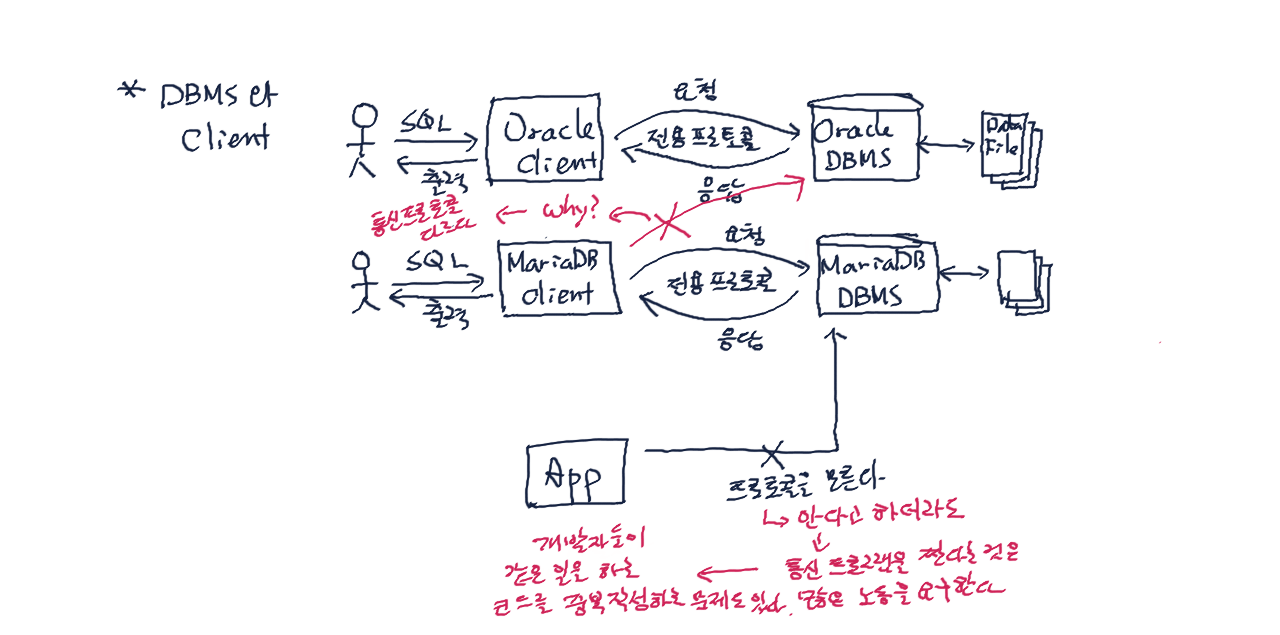 * DBMS와
Client
SQL
출력
Oracle
Client
요청
전용 프로토콜
응답
Oracle
DBMS
Data
File
통신프로토콜
다르다
← why? ←
SQL
출력
MariaDB
Client
요청
전용 프로토콜
응답
MariaDB
DBMS
App
프로토콜을 모른다
↳ 안다고 하더라도
통신 프로그램을 짠다는 것은
많은 노동을 요구한다
개발자들이
같은 일을 하는
코드를 중복작성하는 문제도 있다.